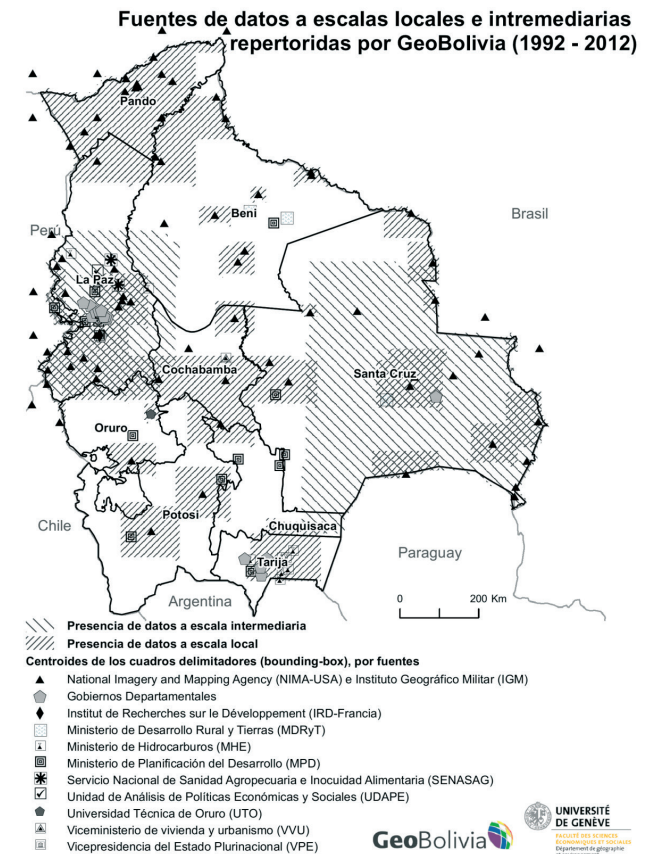 Fuentes de datos a escalas locales e intremediarias
repertoridas por GeoBolivia (1992 - 2012)
Pando
Beni
Brasil
Perú
La Paz
Cochabamba
Santa Cruz
Oruro
Potosi
Chuquisaca
Chile
Tarija
Paraguay
Argentina
0 200 Km
Presencia de datos a escala intermediaria
Presencia de datos a escala local
Centroides de los cuadros delimitadores (bounding-box), por fuentes
National Imagery and Mapping Agency (NIMA-USA) e Instituto Geográfico Militar (IGM)
Gobiernos Departamentales
Institut de Recherches sur le Développement (IRD-Francia)
Ministerio de Desarrollo Rural y Tierras (MDRyT)
Ministerio de Hidrocarburos (MHE)
Ministerio de Planificación del Desarrollo (MPD)
Servicio Nacional de Sanidad Agropecuaria e Inocuidad Alimentaria (SENASAG)
Unidad de Análisis de Políticas Económicas y Sociales (UDAPE)
Universidad Técnica de Oruro (UTO)
Viceministerio de vivienda y urbanismo (VVU)
Vicepresidencia del Estado Plurinacional (VPE)
GeoBolivia
UNIVERSITÉ
DE GENÈVE
FACULTÉ DES SCIENCES
ÉCONOMIQUES ET SOCIALES
Département de géographie